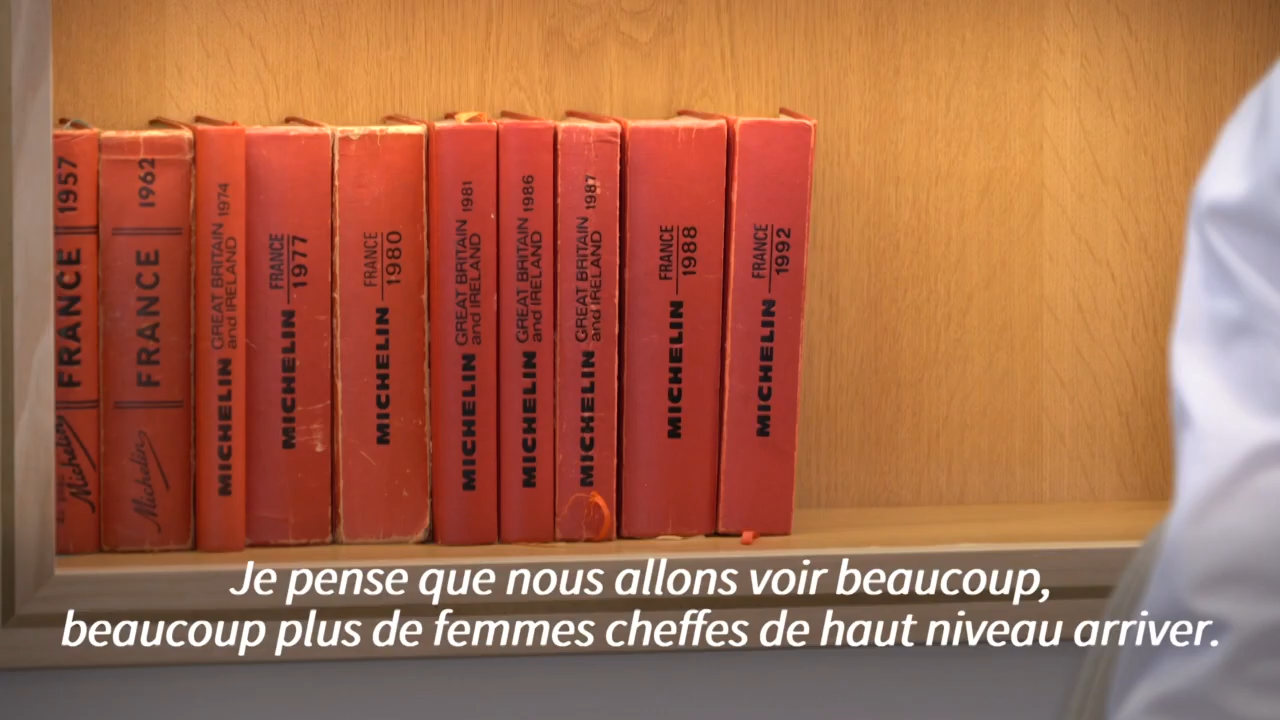 Michelin FRANCE 1957
Michelin FRANCE 1962
MICHELIN GREAT BRITAIN and IRELAND 1974
MICHELIN FRANCE 1977
MICHELIN FRANCE 1980
MICHELIN GREAT BRITAIN and IRELAND 1981
MICHELIN GREAT BRITAIN and IRELAND 1986
MICHELIN GREAT BRITAIN and IRELAND 1987
MICHELIN FRANCE 1988
MICHELIN FRANCE 1992
Je pense que nous allons voir beaucoup,
beaucoup plus de femmes cheffes de haut niveau arriver.